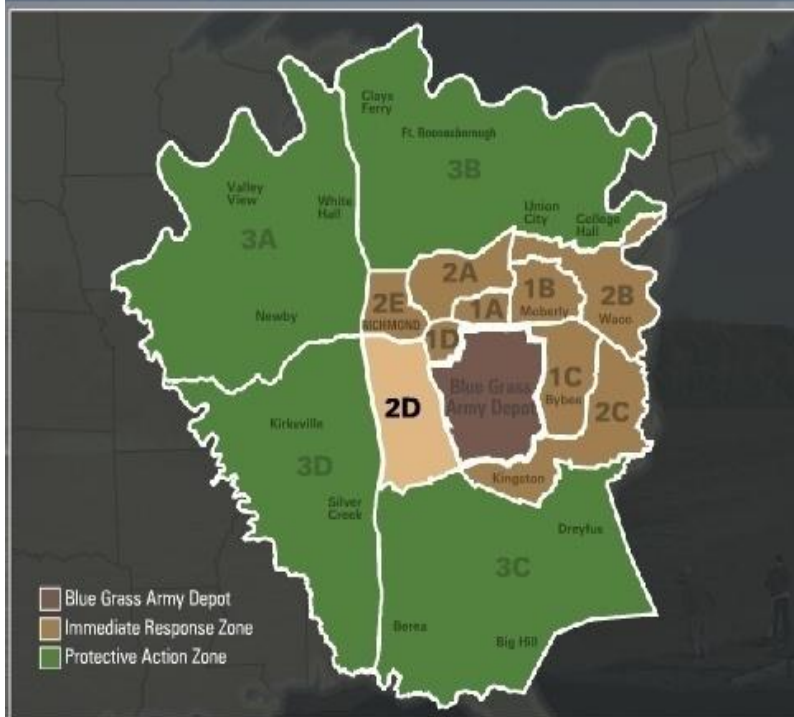 Clays
Ferry
Ft. Boonesborough
3B
Valley
View
White
Hall
Union
City
College
Hall
3A
2A
2E
RICHMOND
1A
1B
Moberly
2B
Waco
Newby
1D
Blue Grass
Army Depot
1C
Bybee
2C
2D
Kirksville
3D
Silver
Creek
Kingston
Dreyfus
3C
Berea
Big Hill
Blue Grass Army Depot
Immediate Response Zone
Protective Action Zone